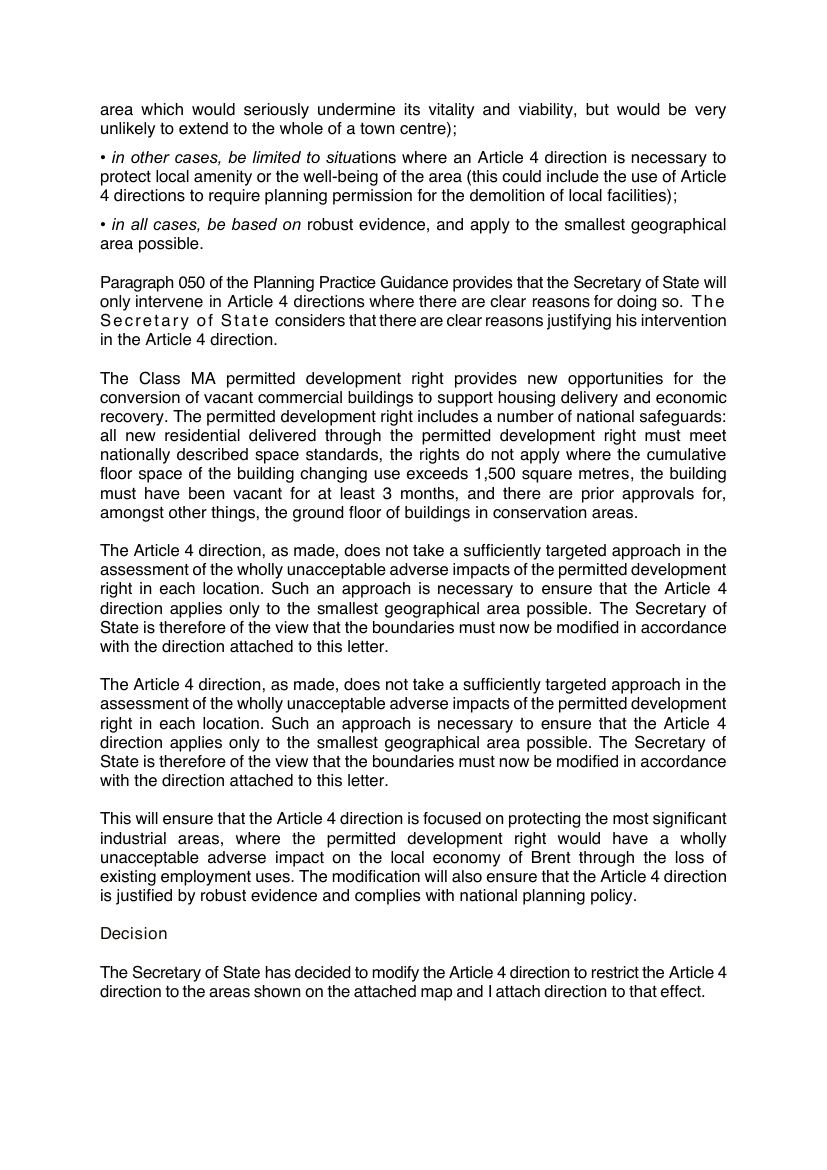 area which would seriously undermine its vitality and viability, but would be very
unlikely to extend to the whole of a town centre);
• in other cases, be limited to situations where an Article 4 direction is necessary to
protect local amenity or the well-being of the area (this could include the use of Article
4 directions to require planning permission for the demolition of local facilities);
• in all cases, be based on robust evidence, and apply to the smallest geographical
area possible.
Paragraph 050 of the Planning Practice Guidance provides that the Secretary of State will
only intervene in Article 4 directions where there are clear reasons for doing so. The
Secretary of State considers that there are clear reasons justifying his intervention
in the Article 4 direction.
The Class MA permitted development right provides new opportunities for the
conversion of vacant commercial buildings to support housing delivery and economic
recovery. The permitted development right includes a number of national safeguards:
all new residential delivered through the permitted development right must meet
nationally described space standards, the rights do not apply where the cumulative
floor space of the building changing use exceeds 1,500 square metres, the building
must have been vacant for at least 3 months, and there are prior approvals for,
amongst other things, the ground floor of buildings in conservation areas.
The Article 4 direction, as made, does not take a sufficiently targeted approach in the
assessment of the wholly unacceptable adverse impacts of the permitted development
right in each location. Such an approach is necessary to ensure that the Article 4
direction applies only to the smallest geographical area possible. The Secretary of
State is therefore of the view that the boundaries must now be modified in accordance
with the direction attached to this letter.
The Article 4 direction, as made, does not take a sufficiently targeted approach in the
assessment of the wholly unacceptable adverse impacts of the permitted development
right in each location. Such an approach is necessary to ensure that the Article 4
direction applies only to the smallest geographical area possible. The Secretary of
State is therefore of the view that the boundaries must now be modified in accordance
with the direction attached to this letter.
This will ensure that the Article 4 direction is focused on protecting the most significant
industrial areas, where the permitted development right would have a wholly
unacceptable adverse impact on the local economy of Brent through the loss of
existing employment uses. The modification will also ensure that the Article 4 direction
is justified by robust evidence and complies with national planning policy.
Decision
The Secretary of State has decided to modify the Article 4 direction to restrict the Article 4
direction to the areas shown on the attached map and I attach direction to that effect.